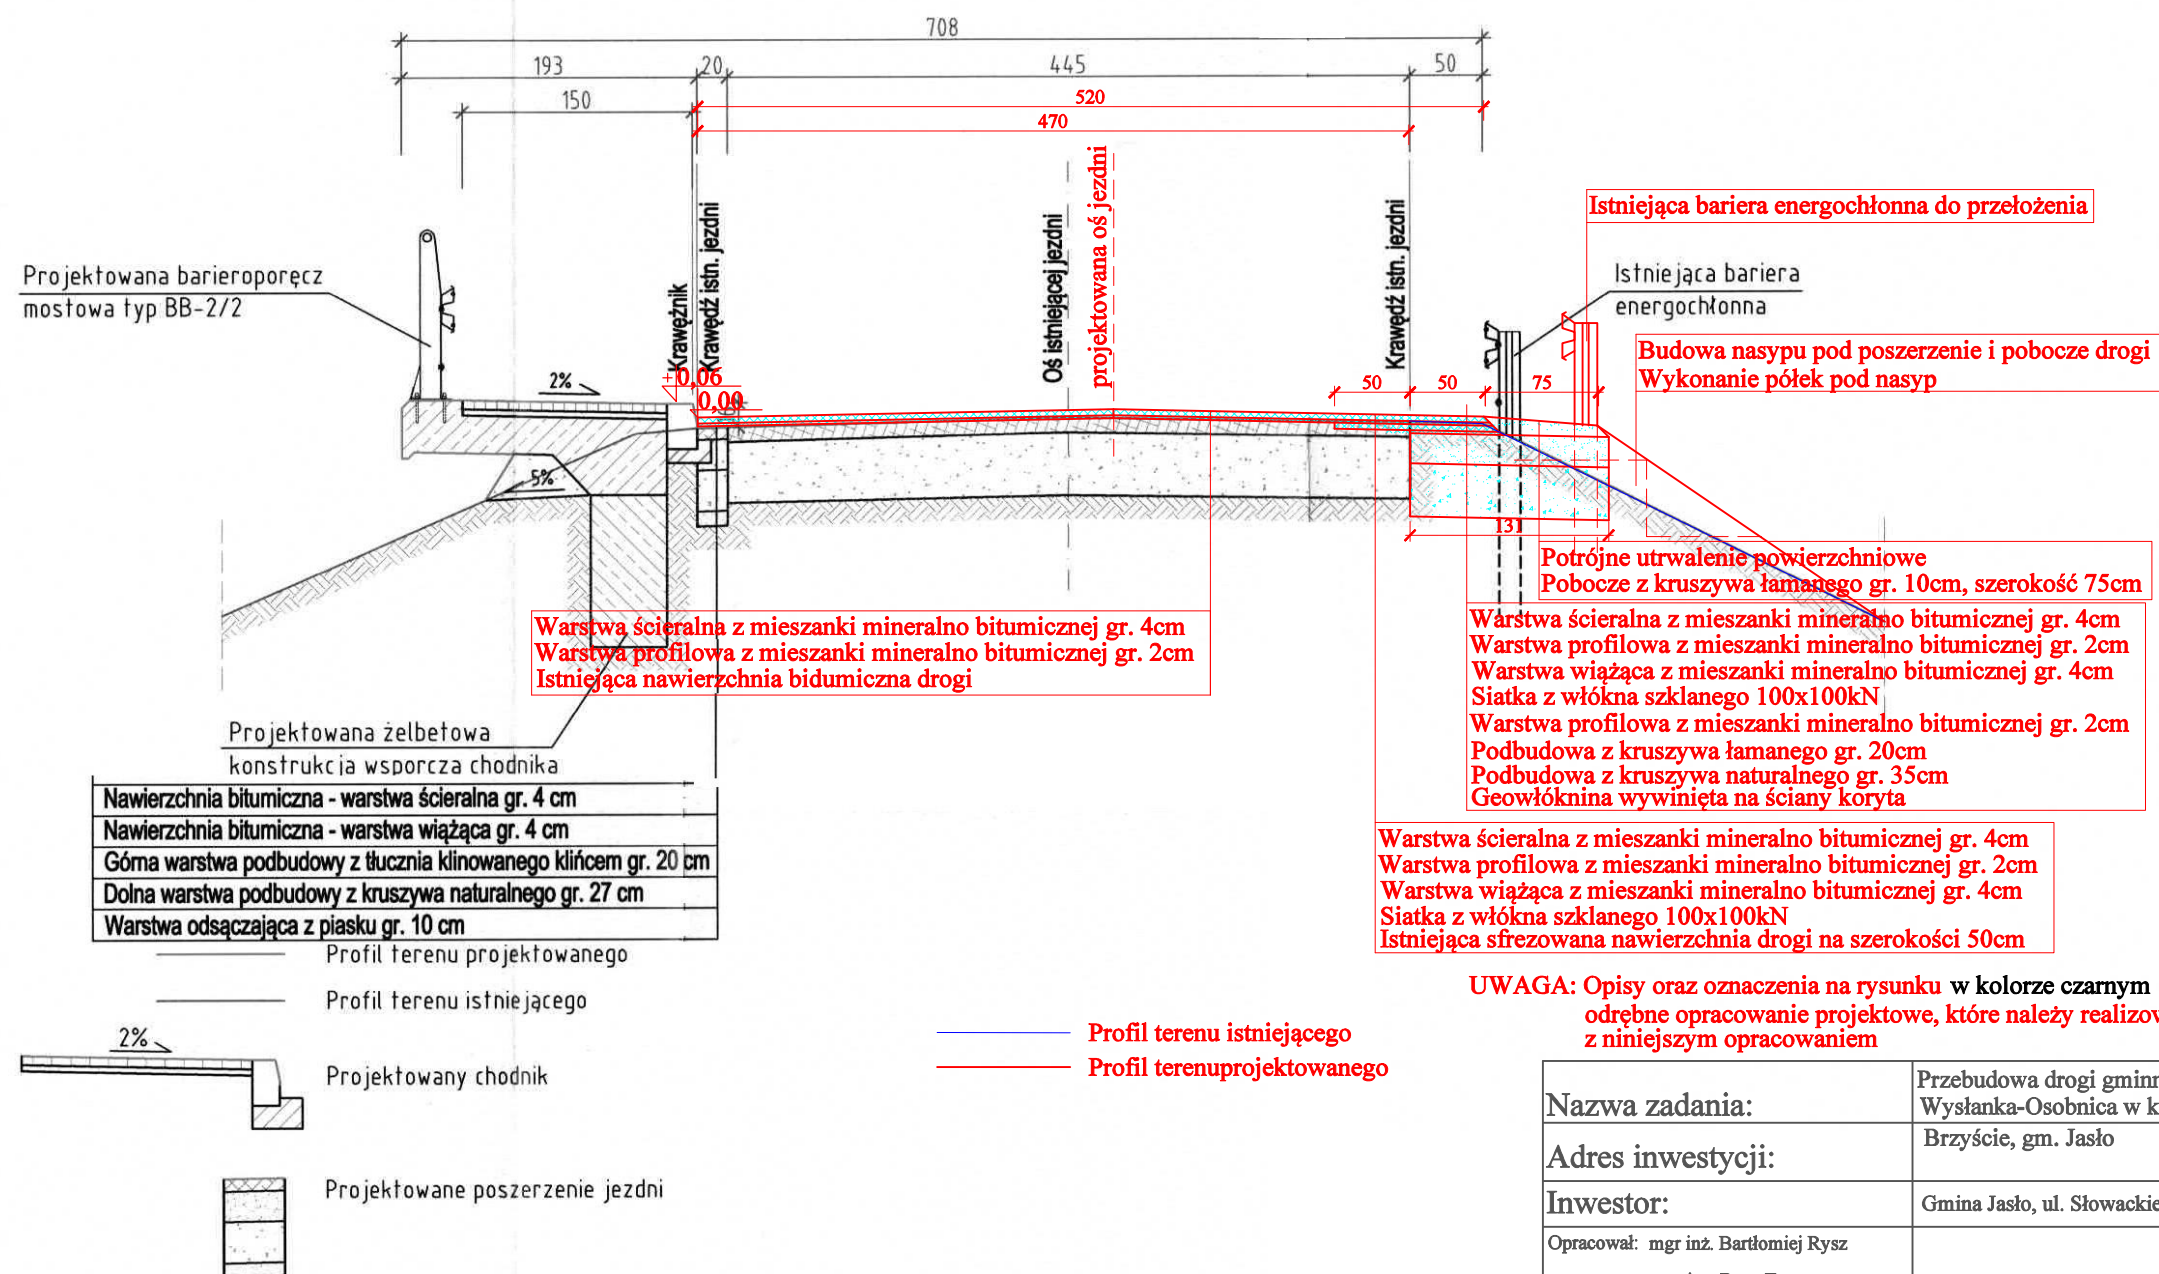 708
193
20
445
50
150
520
470
Krawężnik
Krawędź istn. jezdni
Oś istniejącej jezdni
projektowana oś jezdni
Krawędź istn. jezdni
Istniejąca bariera energochłonna do przełożenia
Projektowana barieroporęcz
mostowa typ BB-2/2
Istniejąca bariera
energochłonna
Budowa nasypu pod poszerzenie i pobocze drogi
Wykonanie półek pod nasyp
2%
+0,06
0,00
50
50
75
5%
131
Potrójne utrwalenie powierzchniowe
Pobocze z kruszywa łamanego gr. 10cm, szerokość 75cm
Warstwa ścieralna z mieszanki mineralno bitumicznej gr. 4cm
Warstwa profilowa z mieszanki mineralno bitumicznej gr. 2cm
Istniejąca nawierzchnia bidumiczna drogi
Warstwa ścieralna z mieszanki mineralno bitumicznej gr. 4cm
Warstwa profilowa z mieszanki mineralno bitumicznej gr. 2cm
Warstwa wiążąca z mieszanki mineralno bitumicznej gr. 4cm
Siatka z włókna szklanego 100x100kN
Warstwa profilowa z mieszanki mineralno bitumicznej gr. 2cm
Podbudowa z kruszywa łamanego gr. 20cm
Podbudowa z kruszywa naturalnego gr. 35cm
Geowłóknina wywinięta na ściany koryta
Projektowana żelbetowa
konstrukcja wsporcza chodnika
Nawierzchnia bitumiczna - warstwa ścieralna gr. 4 cm
Nawierzchnia bitumiczna - warstwa wiążąca gr. 4 cm
Górna warstwa podbudowy z tłucznia klinowanego klińcem gr. 20 cm
Dolna warstwa podbudowy z kruszywa naturalnego gr. 27 cm
Warstwa odsączająca z piasku gr. 10 cm
Warstwa ścieralna z mieszanki mineralno bitumicznej gr. 4cm
Warstwa profilowa z mieszanki mineralno bitumicznej gr. 2cm
Warstwa wiążąca z mieszanki mineralno bitumicznej gr. 4cm
Siatka z włókna szklanego 100x100kN
Istniejąca sfrezowana nawierzchnia drogi na szerokości 50cm
Profil terenu projektowanego
Profil terenu istniejącego
2%
Projektowany chodnik
Projektowane poszerzenie jezdni
Profil terenu istniejącego
Profil terenuprojektowanego
UWAGA: Opisy oraz oznaczenia na rysunku w kolorze czarnym
odrębne opracowanie projektowe, które należy realizow
z niniejszym opracowaniem
Nazwa zadania:
Przebudowa drogi gminn
Wysłanka-Osobnica w k
Adres inwestycji:
Brzyście, gm. Jasło
Inwestor:
Gmina Jasło, ul. Słowackie
Opracował: mgr inż. Bartłomiej Rysz